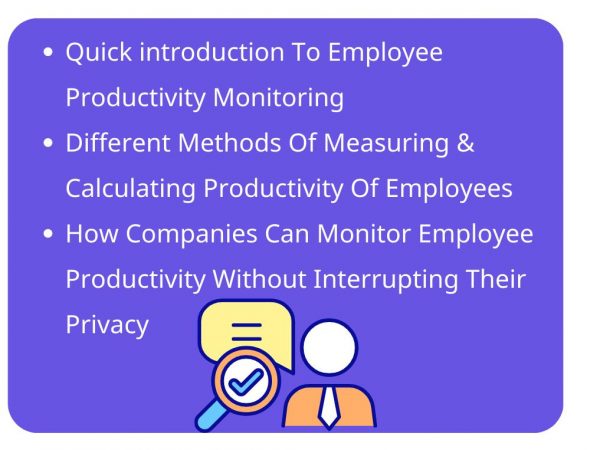 • Quick introduction To Employee
Productivity Monitoring
• Different Methods Of Measuring &
Calculating Productivity Of Employees
• How Companies Can Monitor Employee
Productivity Without Interrupting Their
Privacy